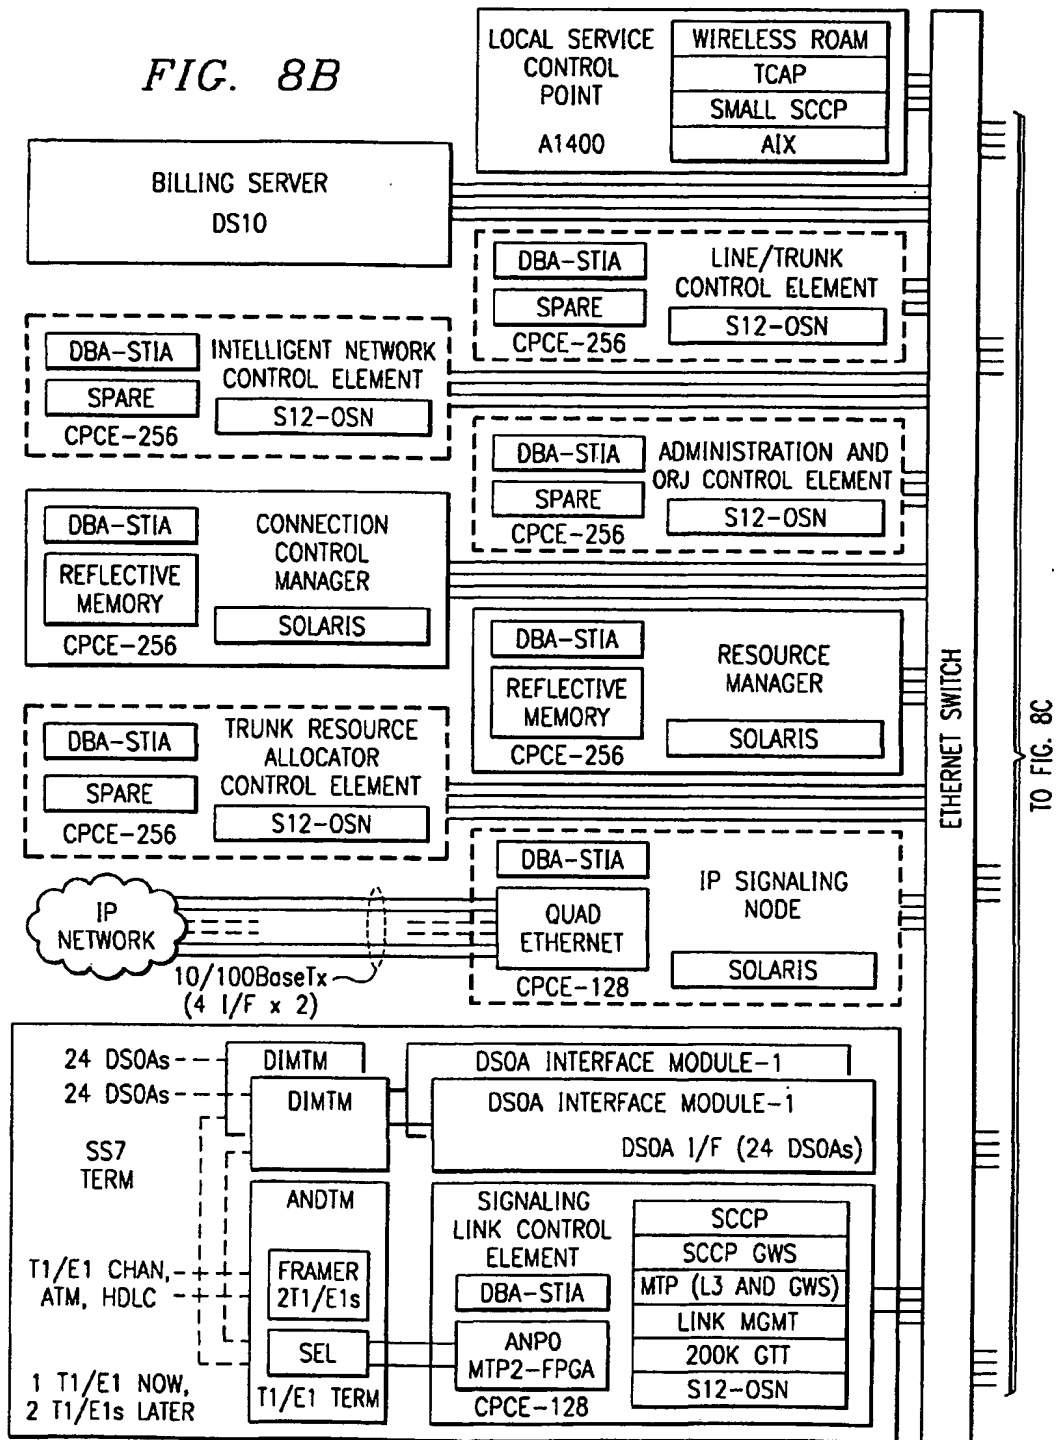 FIG. 8B
LOCAL SERVICE
CONTROL
POINT
A1400
WIRELESS ROAM
TCAP
SMALL SCCP
AIX
BILLING SERVER
DS10
DBA-STIA
SPARE
CPCE-256
LINE/TRUNK
CONTROL ELEMENT
S12-OSN
DBA-STIA
SPARE
CPCE-256
INTELLIGENT NETWORK
CONTROL ELEMENT
S12-OSN
DBA-STIA
SPARE
CPCE-256
ADMINISTRATION AND
ORJ CONTROL ELEMENT
S12-OSN
DBA-STIA
REFLECTIVE
MEMORY
CPCE-256
CONNECTION
CONTROL
MANAGER
SOLARIS
DBA-STIA
REFLECTIVE
MEMORY
CPCE-256
RESOURCE
MANAGER
SOLARIS
DBA-STIA
SPARE
CPCE-256
TRUNK RESOURCE
ALLOCATOR
CONTROL ELEMENT
S12-OSN
ETHERNET SWITCH
TO FIG. 8C
IP
NETWORK
10/100BaseTx
(4 I/F x 2)
DBA-STIA
QUAD
ETHERNET
CPCE-128
IP SIGNALING
NODE
SOLARIS
24 DSOAs
24 DSOAs
SS7
TERM
DIMTM
DIMTM
DSOA INTERFACE MODULE-1
DSOA INTERFACE MODULE-1
DSOA I/F (24 DSOAs)
T1/E1 CHAN,
ATM, HDLC
1 T1/E1 NOW,
2 T1/E1s LATER
ANDTM
FRAMER
2T1/E1s
SEL
T1/E1 TERM
SIGNALING
LINK CONTROL
ELEMENT
DBA-STIA
ANPO
MTP2-FPGA
CPCE-128
SCCP
SCCP GWS
MTP (L3 AND GWS)
LINK MGMT
200K GTT
S12-OSN